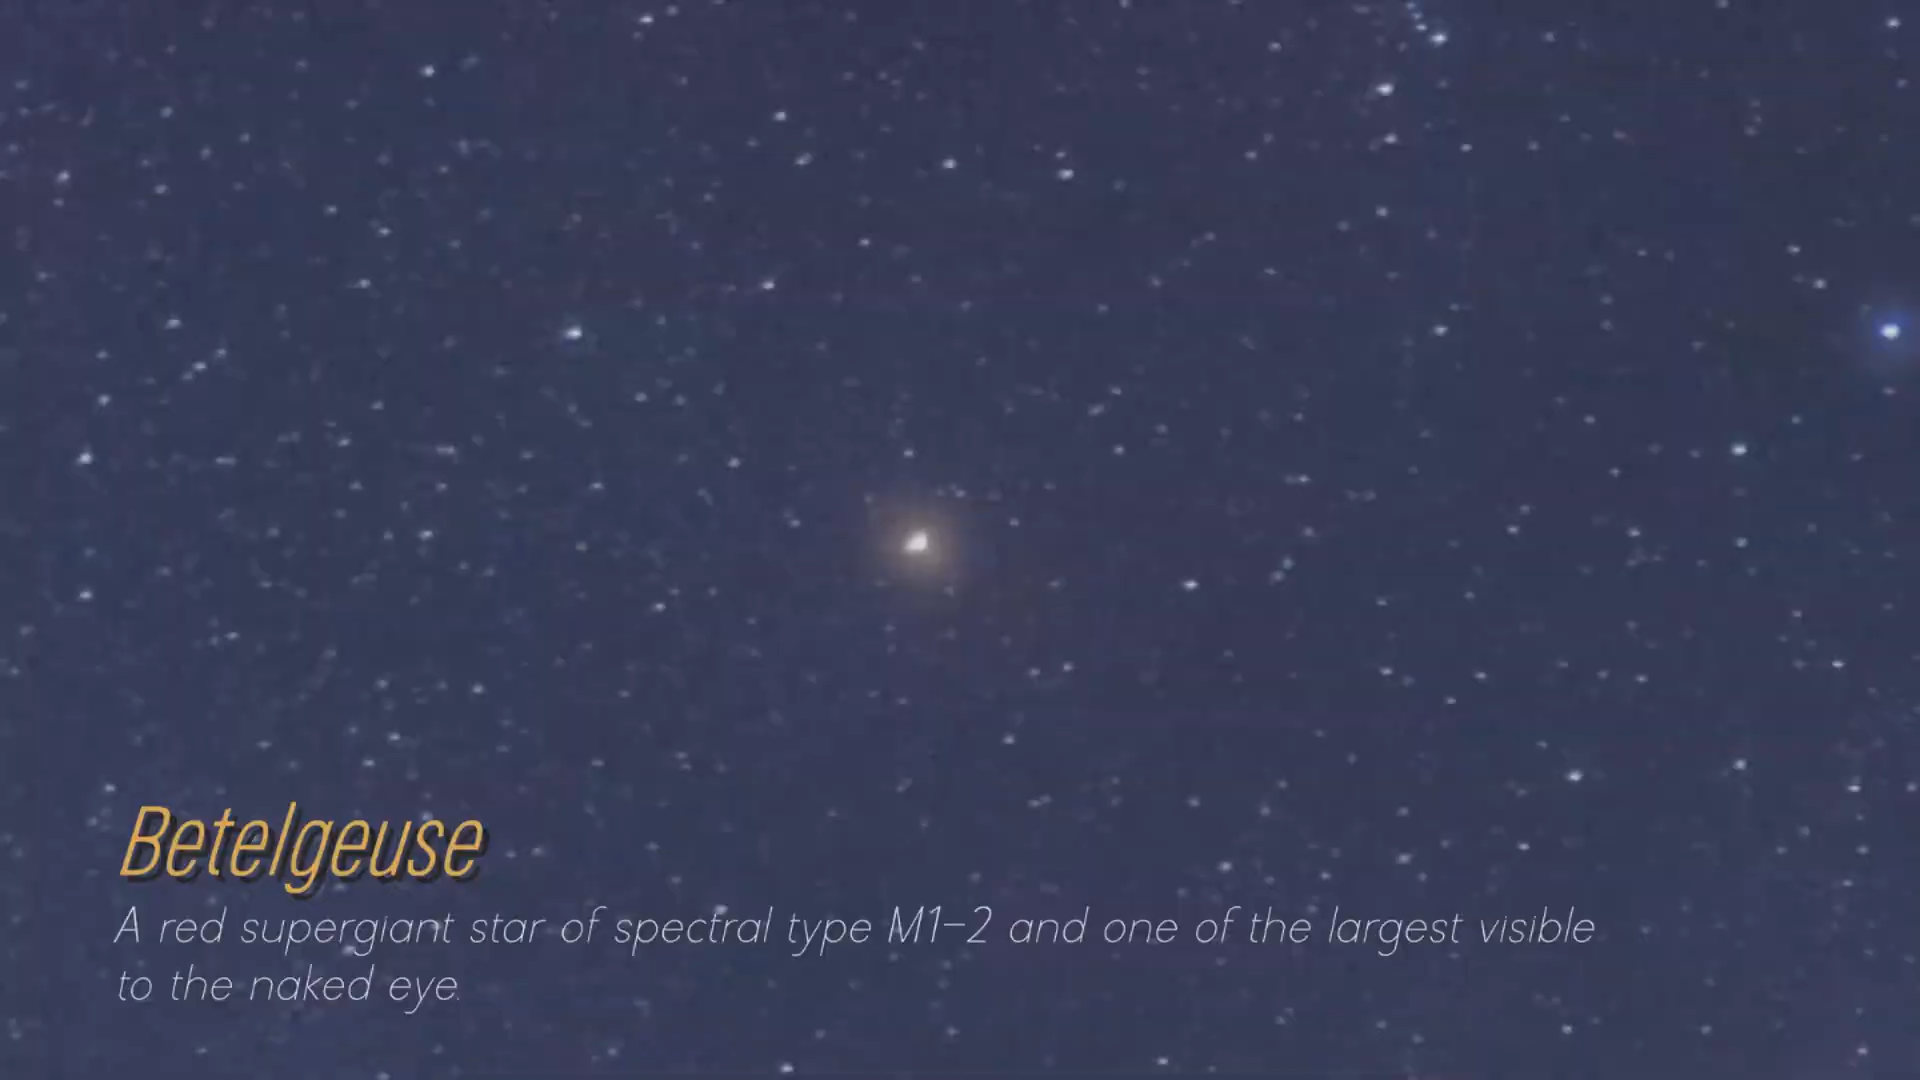 Betelgeuse
A red supergiant star of spectral type M1-2 and one of the largest visible
to the naked eye.